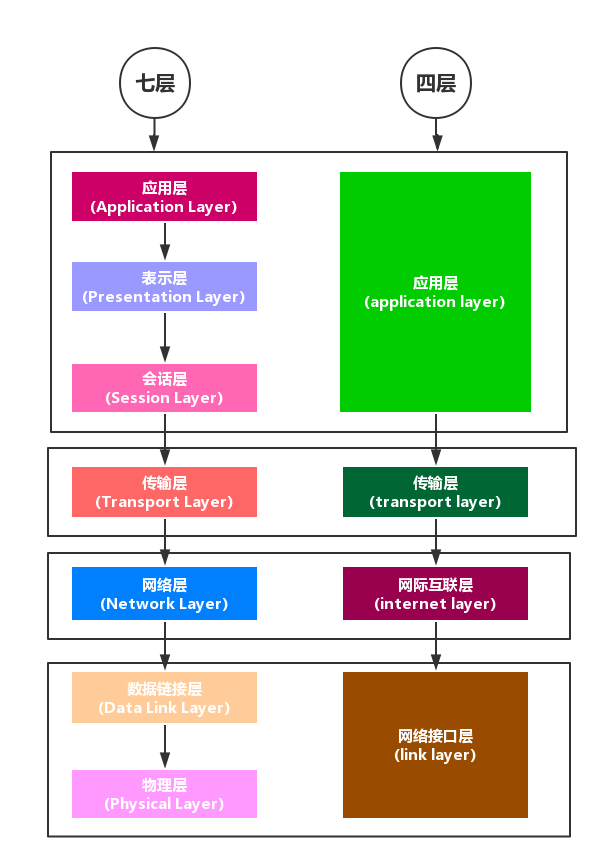 七层
四层
应用层
(Application Layer)
表示层
(Presentation Layer)
会话层
(Session Layer)
应用层
(application layer)
传输层
(Transport Layer)
传输层
(transport layer)
网络层
(Network Layer)
网际互联层
(internet layer)
数据链接层
(Data Link Layer)
物理层
(Physical Layer)
网络接口层
(link layer)